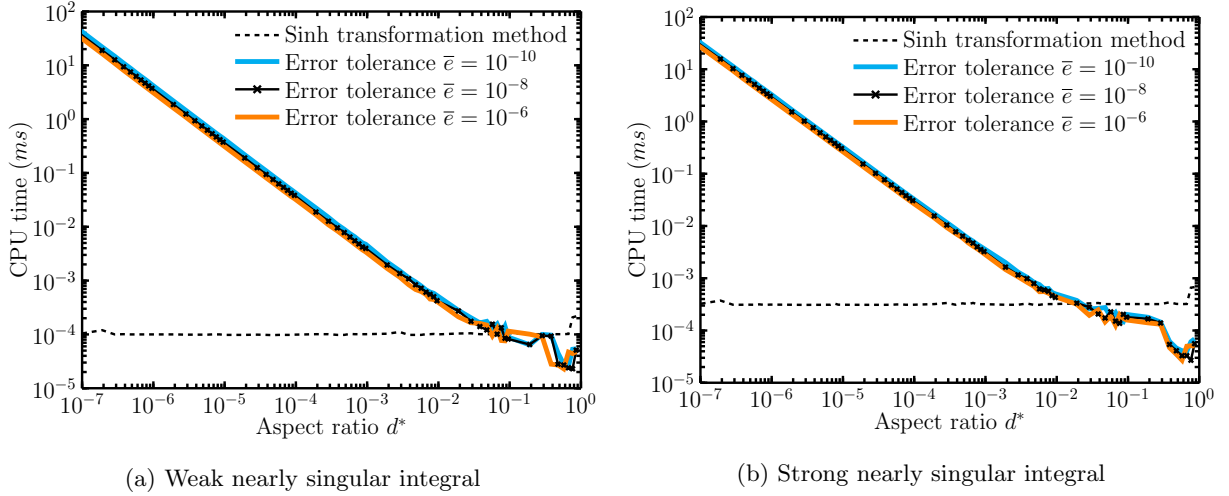 10^2
10^1
10^0
10^-1
10^-2
10^-3
10^-4
10^-5
CPU time (ms)
Sinh transformation method
Error tolerance e̅ = 10^-10
Error tolerance e̅ = 10^-8
Error tolerance e̅ = 10^-6
10^-7 10^-6 10^-5 10^-4 10^-3 10^-2 10^-1 10^0
Aspect ratio d*
(a) Weak nearly singular integral
10^2
10^1
10^0
10^-1
10^-2
10^-3
10^-4
10^-5
CPU time (ms)
Sinh transformation method
Error tolerance e̅ = 10^-10
Error tolerance e̅ = 10^-8
Error tolerance e̅ = 10^-6
10^-7 10^-6 10^-5 10^-4 10^-3 10^-2 10^-1 10^0
Aspect ratio d*
(b) Strong nearly singular integral